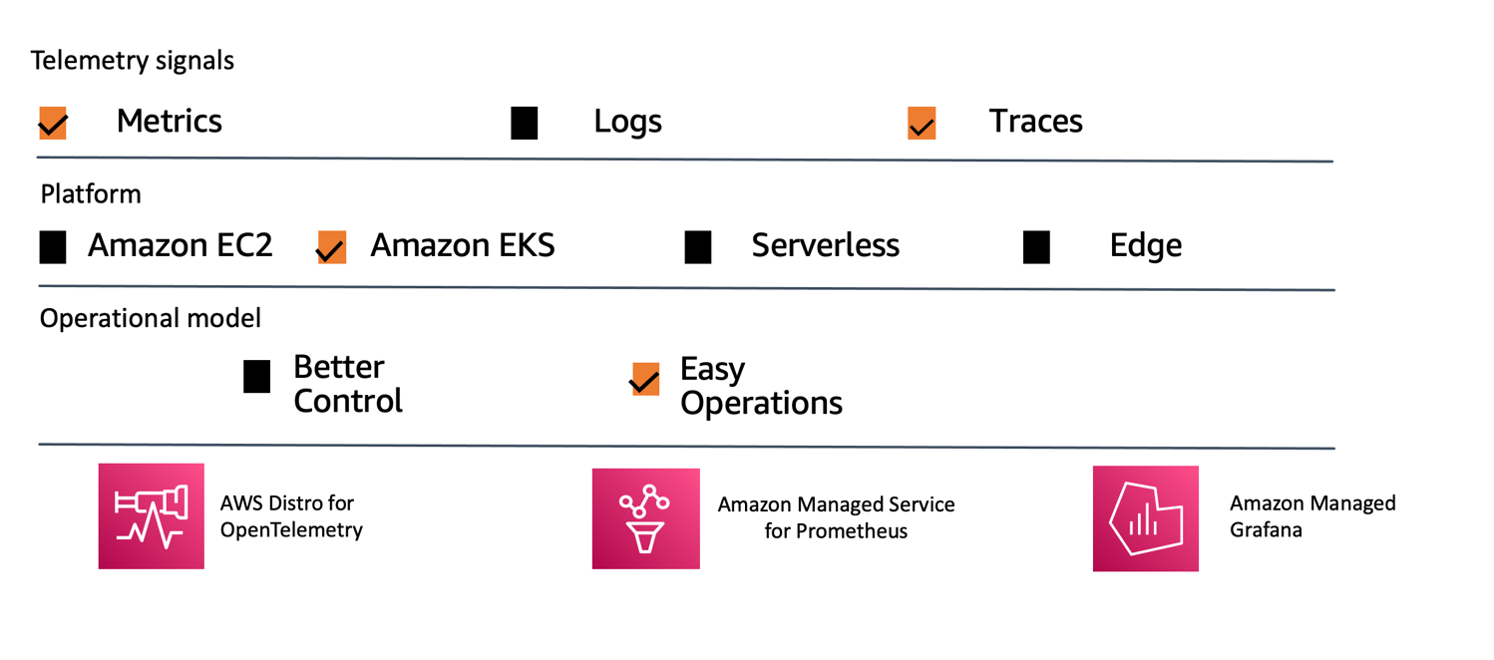 Telemetry signals
Metrics Logs Traces
Platform
Amazon EC2 Amazon EKS Serverless Edge
Operational model
Better
Control
Easy
Operations
AWS Distro for
OpenTelemetry
Amazon Managed Service
for Prometheus
Amazon Managed
Grafana